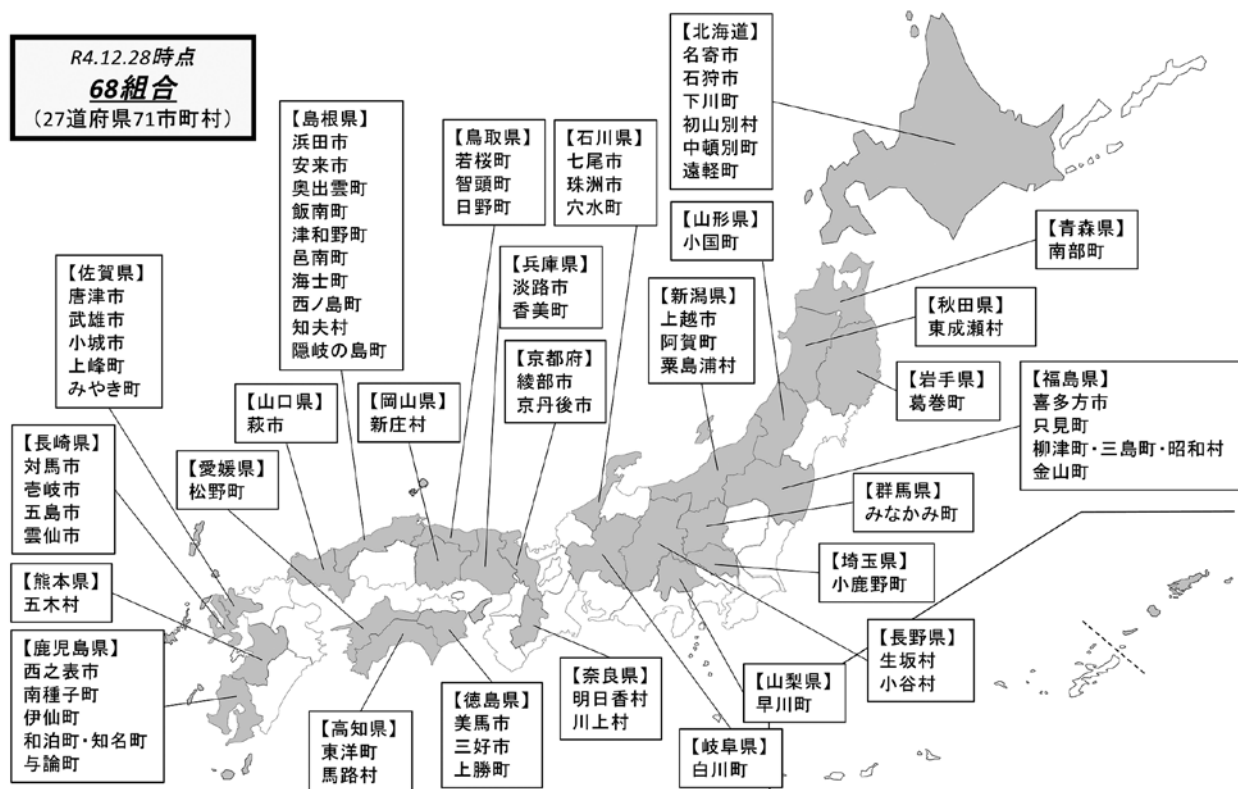 R4.12.28時点
68組合
(27道府県71市町村)
【北海道】
名寄市
石狩市
下川町
初山別村
中頓別町
遠軽町
【島根県】
浜田市
安来市
奥出雲町
飯南町
津和野町
邑南町
海士町
西ノ島町
知夫村
隠岐の島町
【鳥取県】
若桜町
智頭町
日野町
【石川県】
七尾市
珠洲市
穴水町
【山形県】
小国町
【青森県】
南部町
【佐賀県】
唐津市
武雄市
小城市
上峰町
みやき町
【兵庫県】
淡路市
香美町
【新潟県】
上越市
阿賀町
粟島浦村
【秋田県】
東成瀬村
【京都府】
綾部市
京丹後市
【岩手県】
葛巻町
【福島県】
喜多方市
只見町
柳津町・三島町・昭和村
金山町
【山口県】
萩市
【岡山県】
新庄村
【長崎県】
対馬市
壱岐市
五島市
雲仙市
【愛媛県】
松野町
【群馬県】
みなかみ町
【埼玉県】
小鹿野町
【熊本県】
五木村
【鹿児島県】
西之表市
南種子町
伊仙町
和泊町・知名町
与論町
【高知県】
東洋町
馬路村
【徳島県】
美馬市
三好市
上勝町
【奈良県】
明日香村
川上村
【岐阜県】
白川町
【山梨県】
早川町
【長野県】
生坂村
小谷村